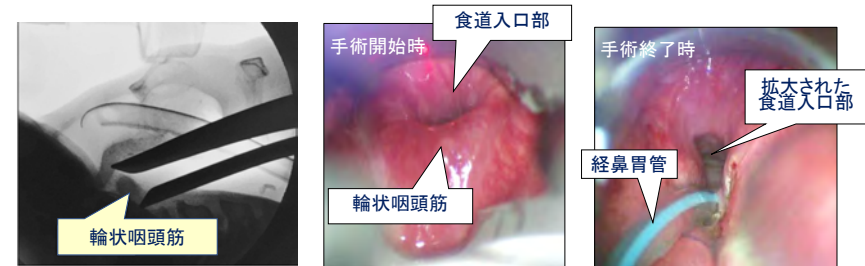 輪状咽頭筋
手術開始時
食道入口部
輪状咽頭筋
手術終了時
拡大された
食道入口部
経鼻胃管